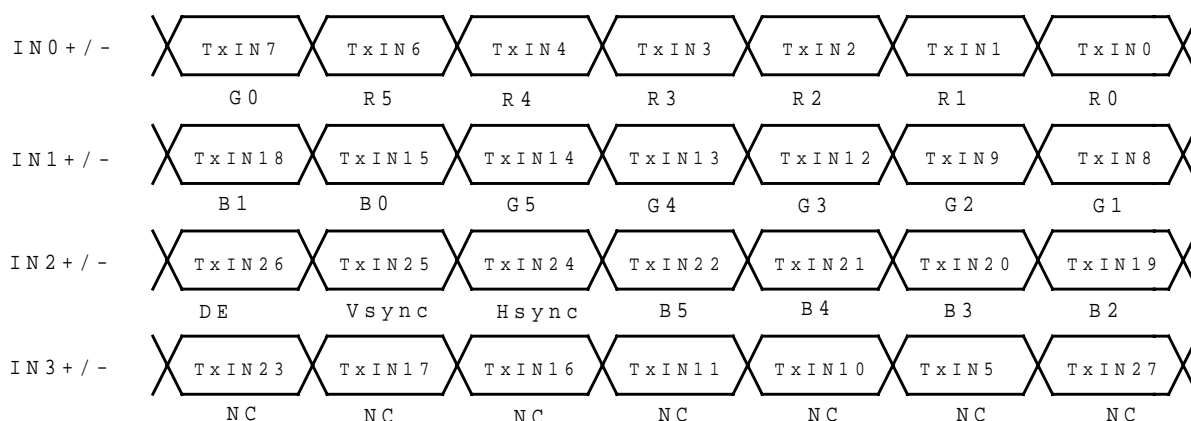 IN0+/- TxIN7 TxIN6 TxIN4 TxIN3 TxIN2 TxIN1 TxIN0
G0 R5 R4 R3 R2 R1 R0
IN1+/- TxIN18 TxIN15 TxIN14 TxIN13 TxIN12 TxIN9 TxIN8
B1 B0 G5 G4 G3 G2 G1
IN2+/- TxIN26 TxIN25 TxIN24 TxIN22 TxIN21 TxIN20 TxIN19
DE Vsync Hsync B5 B4 B3 B2
IN3+/- TxIN23 TxIN17 TxIN16 TxIN11 TxIN10 TxIN5 TxIN27
NC NC NC NC NC NC NC